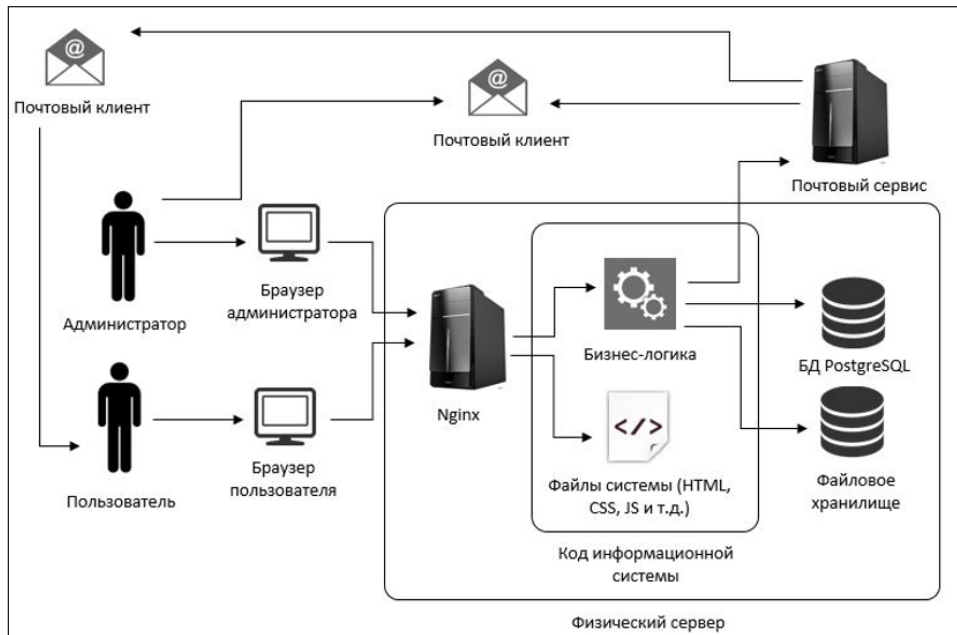 @
@
Почтовый клиент
Почтовый клиент
Почтовый сервис
Администратор
Браузер
администратора
Nginx
Бизнес-логика
БД PostgreSQL
Пользователь
Браузер
пользователя
</>
Файлы системы (HTML,
CSS, JS и т.д.)
Файловое
хранилище
Код информационной
системы
Физический сервер